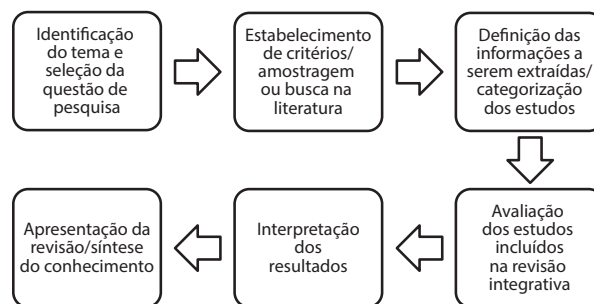 Identificação
do tema e
seleção da
questão de
pesquisa
Estabelecimento
de critérios/
amostragem
ou busca na
literatura
Definição das
informações a
serem extraídas/
categorização
dos estudos
Avaliação
dos estudos
incluídos
na revisão
integrativa
Interpretação
dos
resultados
Apresentação da
revisão/síntese
do conhecimento